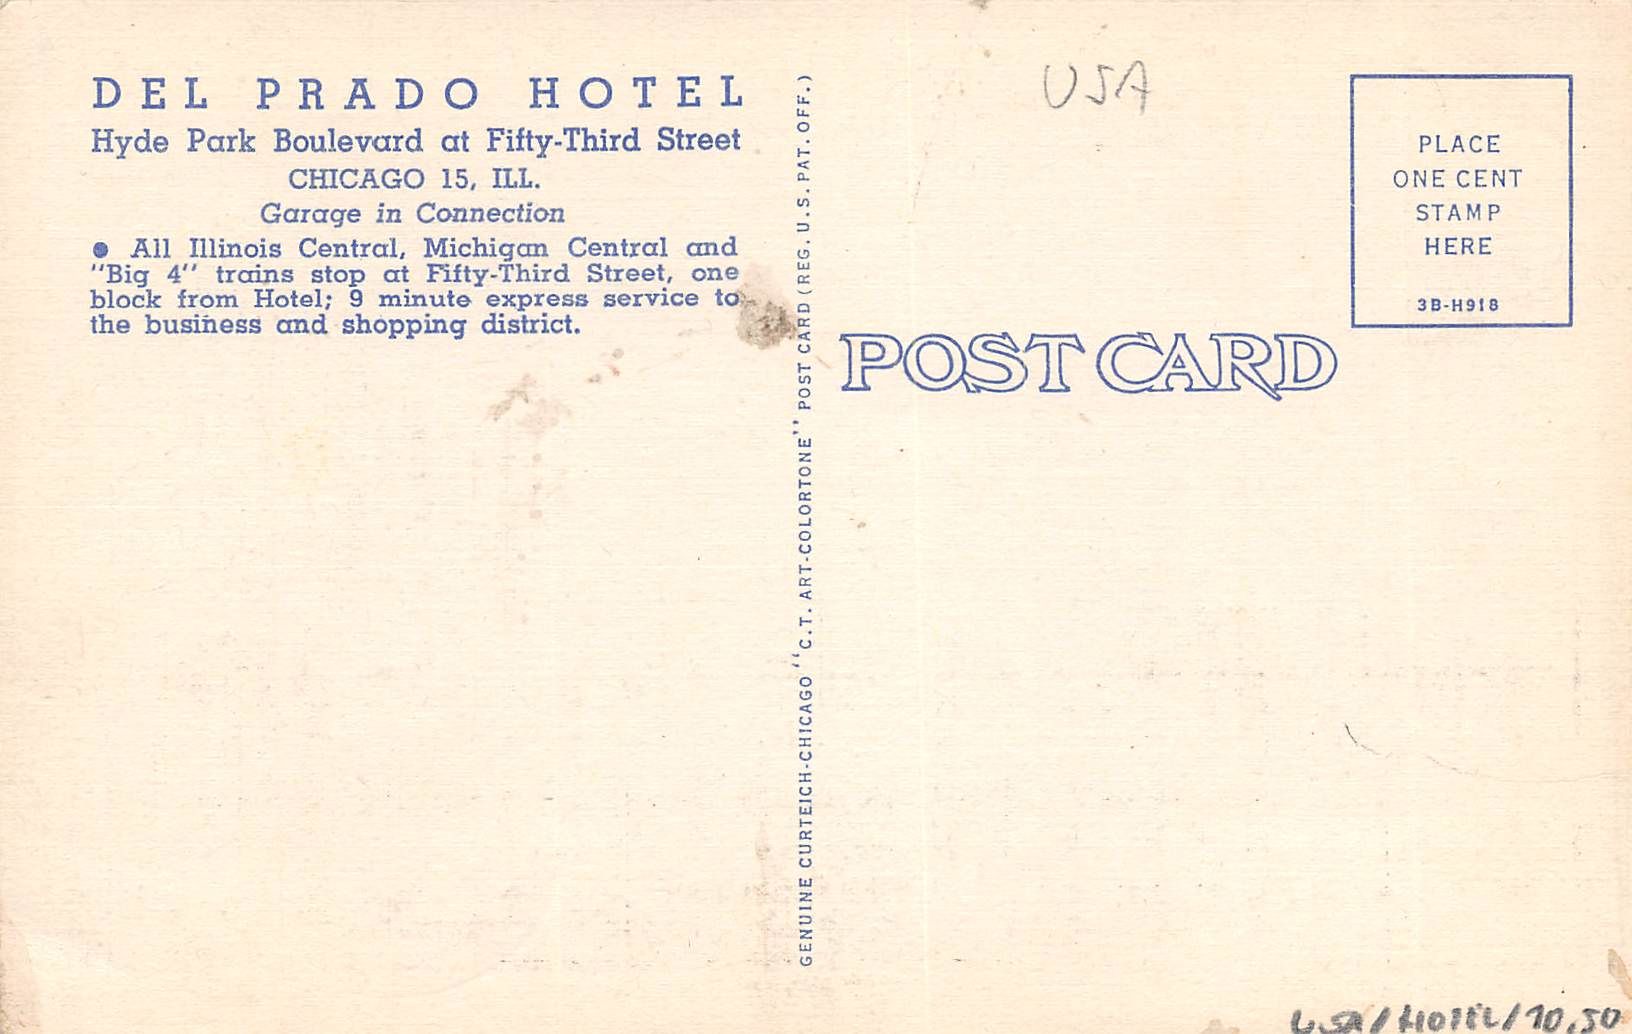 DEL PRADO HOTEL
Hyde Park Boulevard at Fifty-Third Street
CHICAGO 15, ILL.
Garage in Connection
● All Illinois Central, Michigan Central and
"Big 4" trains stop at Fifty-Third Street, one
block from Hotel; 9 minute express service to
the business and shopping district.
GENUINE CURTEICH-CHICAGO "C.T. ART-COLORTONE" POST CARD (REG. U.S. PAT. OFF.)
USA
PLACE
ONE CENT
STAMP
HERE
3B-H918
POST CARD
USA/HOTEL/10,50